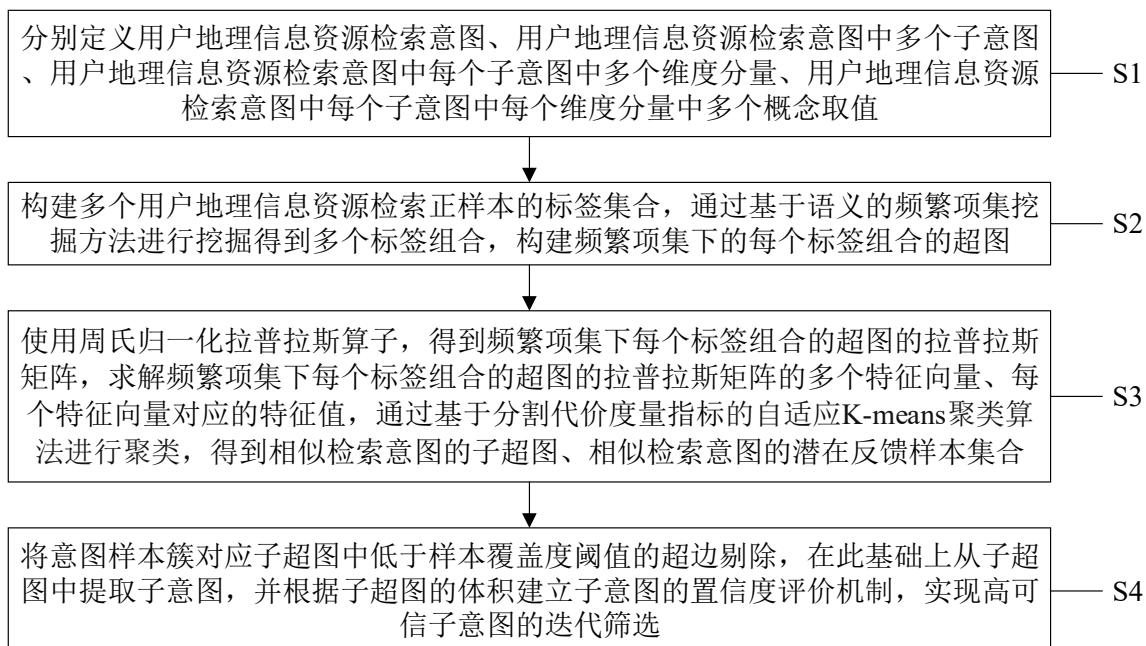 分别定义用户地理信息资源检索意图、用户地理信息资源检索意图中多个子意图
、用户地理信息资源检索意图中每个子意图中多个维度分量、用户地理信息资源
检索意图中每个子意图中每个维度分量中多个概念取值
S1
构建多个用户地理信息资源检索正样本的标签集合，通过基于语义的频繁项集挖
掘方法进行挖掘得到多个标签组合，构建频繁项集下的每个标签组合的超图
S2
使用周氏归一化拉普拉斯算子，得到频繁项集下每个标签组合的超图的拉普拉斯
矩阵，求解频繁项集下每个标签组合的超图的拉普拉斯矩阵的多个特征向量、每
个特征向量对应的特征值，通过基于分割代价度量指标的自适应K-means聚类算
法进行聚类，得到相似检索意图的子超图、相似检索意图的潜在反馈样本集合
S3
将意图样本簇对应子超图中低于样本覆盖度阈值的超边剔除，在此基础上从子超
图中提取子意图，并根据子超图的体积建立子意图的置信度评价机制，实现高可
信子意图的迭代筛选
S4